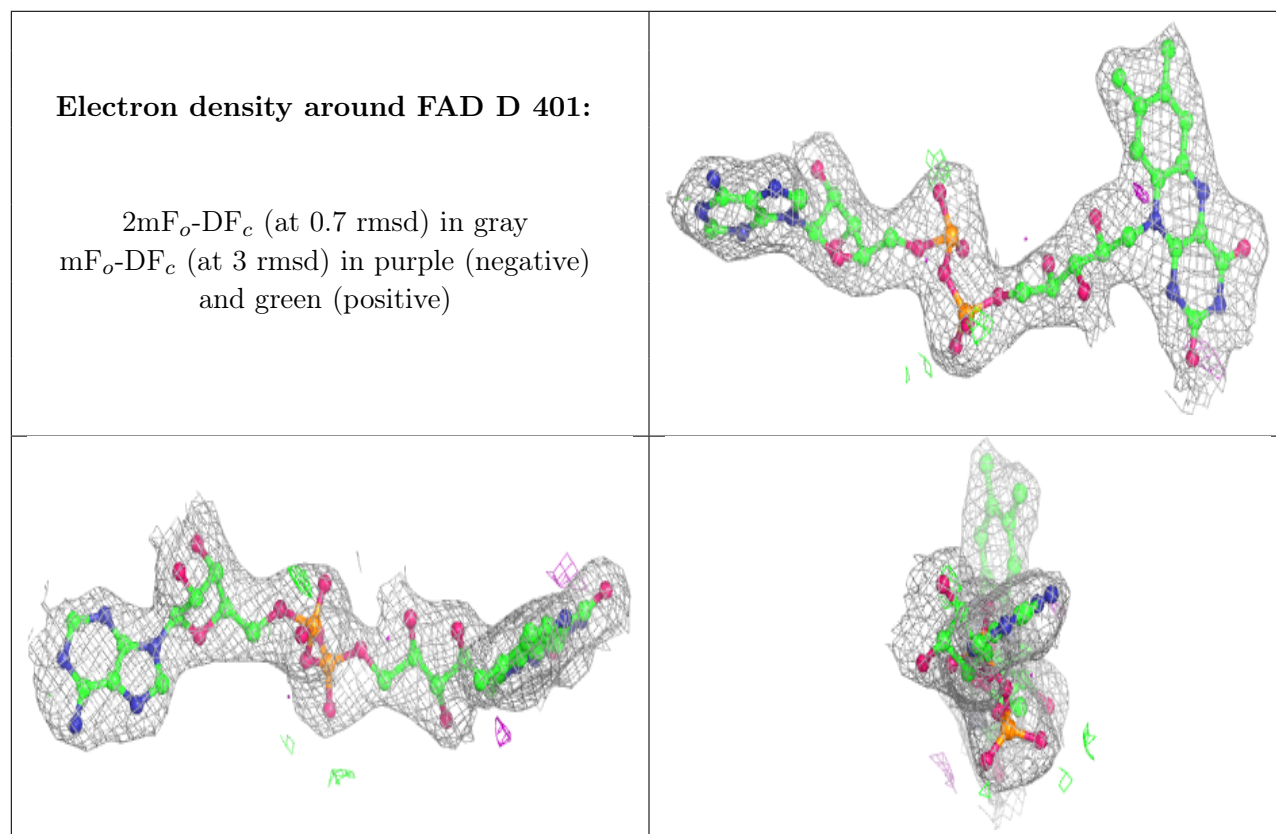 Electron density around FAD D 401:
2mFₒ-DF𝒸 (at 0.7 rmsd) in gray
mFₒ-DF𝒸 (at 3 rmsd) in purple (negative)
and green (positive)